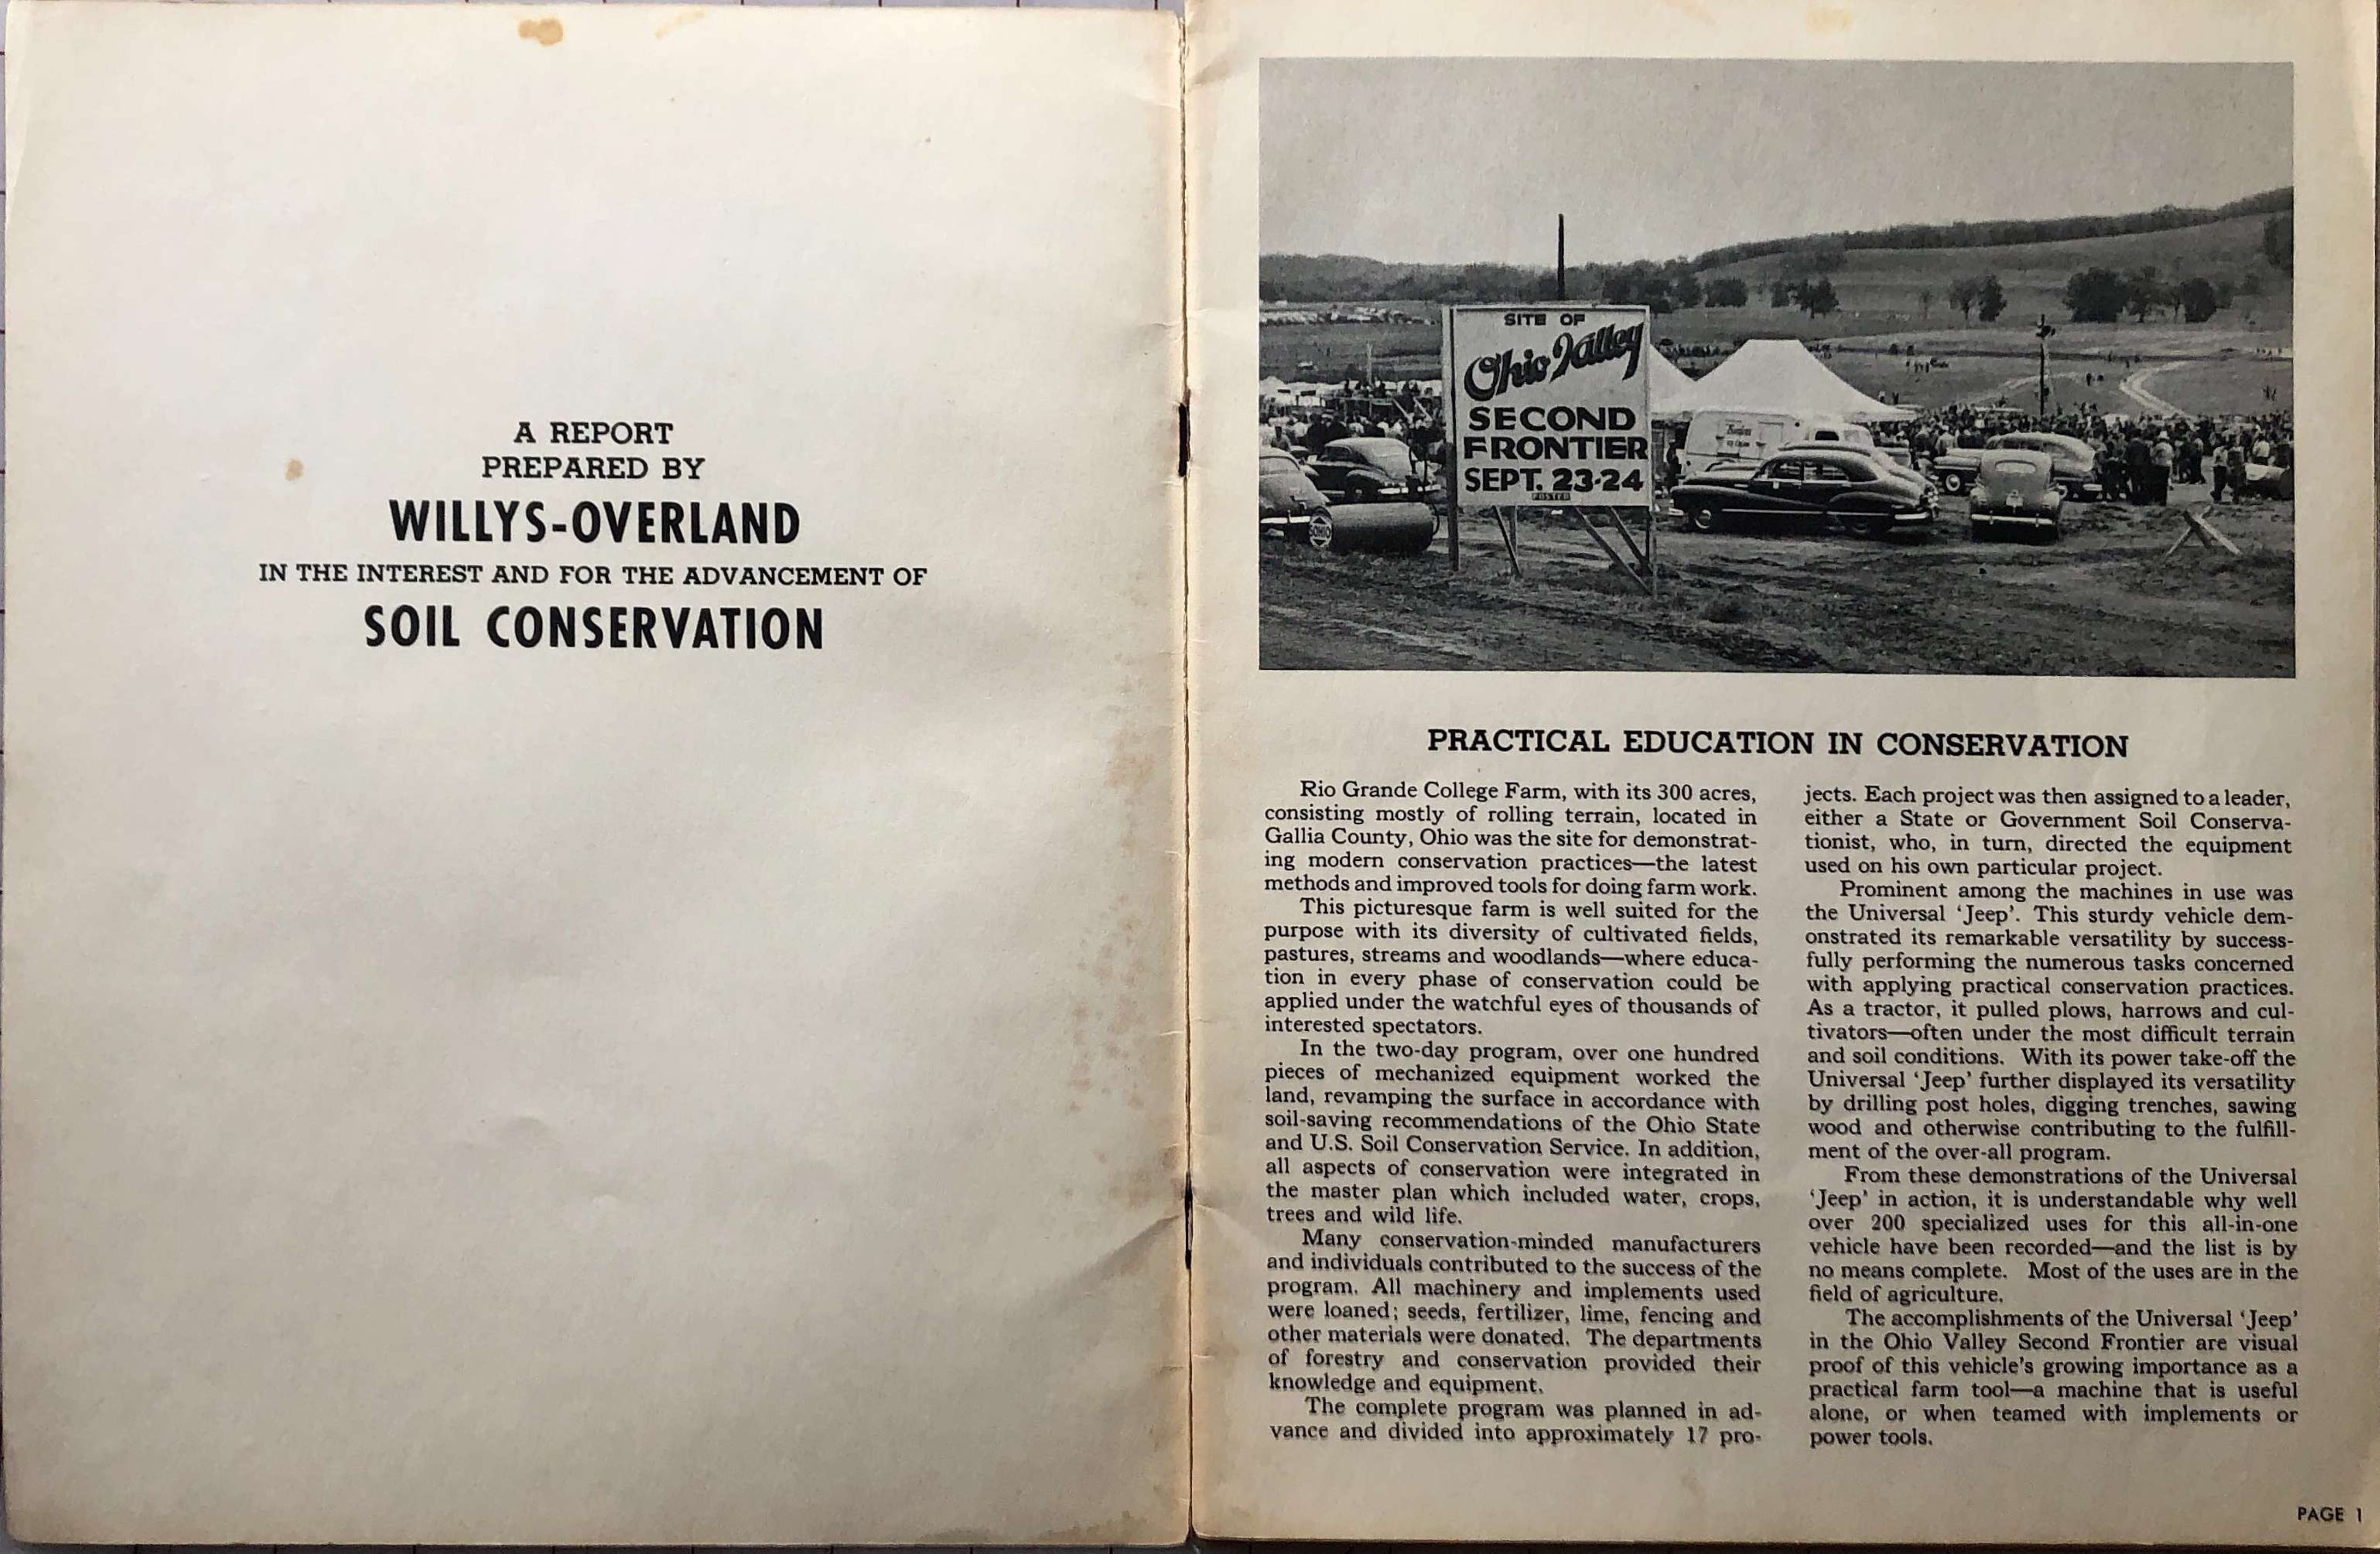 A REPORT
PREPARED BY
WILLYS-OVERLAND
IN THE INTEREST AND FOR THE ADVANCEMENT OF
SOIL CONSERVATION
SITE OF
Ohio Valley
SECOND
FRONTIER
SEPT. 23-24
PRACTICAL EDUCATION IN CONSERVATION
Rio Grande College Farm, with its 300 acres,
consisting mostly of rolling terrain, located in
Gallia County, Ohio was the site for demonstrat-
ing modern conservation practices—the latest
methods and improved tools for doing farm work.
This picturesque farm is well suited for the
purpose with its diversity of cultivated fields,
pastures, streams and woodlands—where educa-
tion in every phase of conservation could be
applied under the watchful eyes of thousands of
interested spectators.
In the two-day program, over one hundred
pieces of mechanized equipment worked the
land, revamping the surface in accordance with
soil-saving recommendations of the Ohio State
and U.S. Soil Conservation Service. In addition,
all aspects of conservation were integrated in
the master plan which included water, crops,
trees and wild life.
Many conservation-minded manufacturers
and individuals contributed to the success of the
program. All machinery and implements used
were loaned; seeds, fertilizer, lime, fencing and
other materials were donated. The departments
of forestry and conservation provided their
knowledge and equipment.
The complete program was planned in ad-
vance and divided into approximately 17 pro-
jects. Each project was then assigned to a leader,
either a State or Government Soil Conserva-
tionist, who, in turn, directed the equipment
used on his own particular project.
Prominent among the machines in use was
the Universal ‘Jeep’. This sturdy vehicle dem-
onstrated its remarkable versatility by success-
fully performing the numerous tasks concerned
with applying practical conservation practices.
As a tractor, it pulled plows, harrows and cul-
tivators—often under the most difficult terrain
and soil conditions. With its power take-off the
Universal ‘Jeep’ further displayed its versatility
by drilling post holes, digging trenches, sawing
wood and otherwise contributing to the fulfill-
ment of the over-all program.
From these demonstrations of the Universal
‘Jeep’ in action, it is understandable why well
over 200 specialized uses for this all-in-one
vehicle have been recorded—and the list is by
no means complete. Most of the uses are in the
field of agriculture.
The accomplishments of the Universal ‘Jeep’
in the Ohio Valley Second Frontier are visual
proof of this vehicle’s growing importance as a
practical farm tool—a machine that is useful
alone, or when teamed with implements or
power tools.
PAGE 1